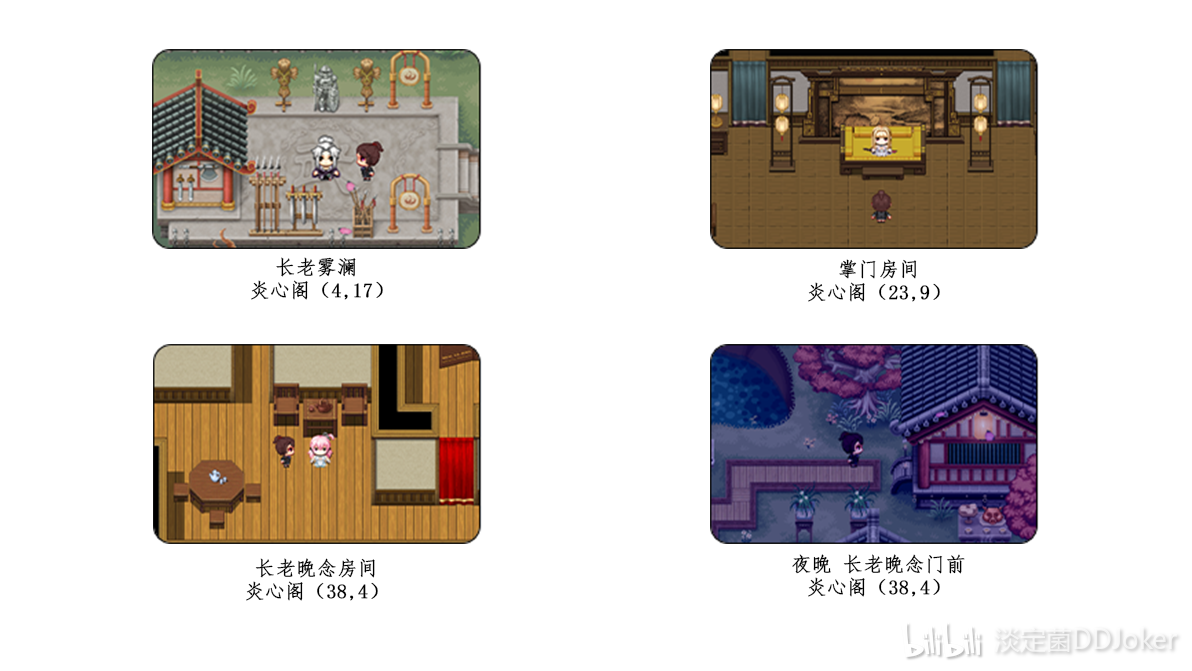 长老雾澜
炎心阁（4,17）
掌门房间
炎心阁（23,9）
长老晚念房间
炎心阁（38,4）
夜晚 长老晚念门前
炎心阁（38,4）
bilibili 淡定菌DDJoker